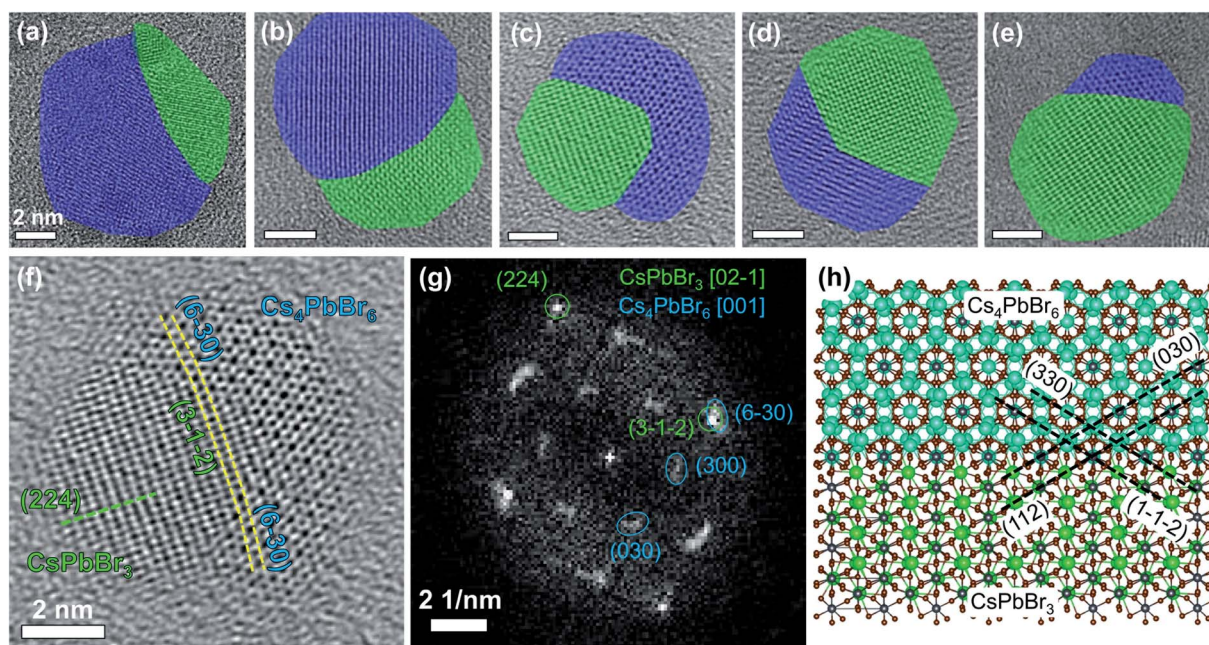 (a)
(b)
(c)
(d)
(e)
2 nm
(f)
(6-30)
Cs₄PbBr₆
(3-1-2)
(224)
(6-30)
CsPbBr₃
2 nm
(g)
(224)
CsPbBr₃ [02-1]
Cs₄PbBr₆ [001]
(3-1-2)
(6-30)
(300)
(030)
2 1/nm
(h)
Cs₄PbBr₆
(030)
(330)
(112)
(1-1-2)
CsPbBr₃